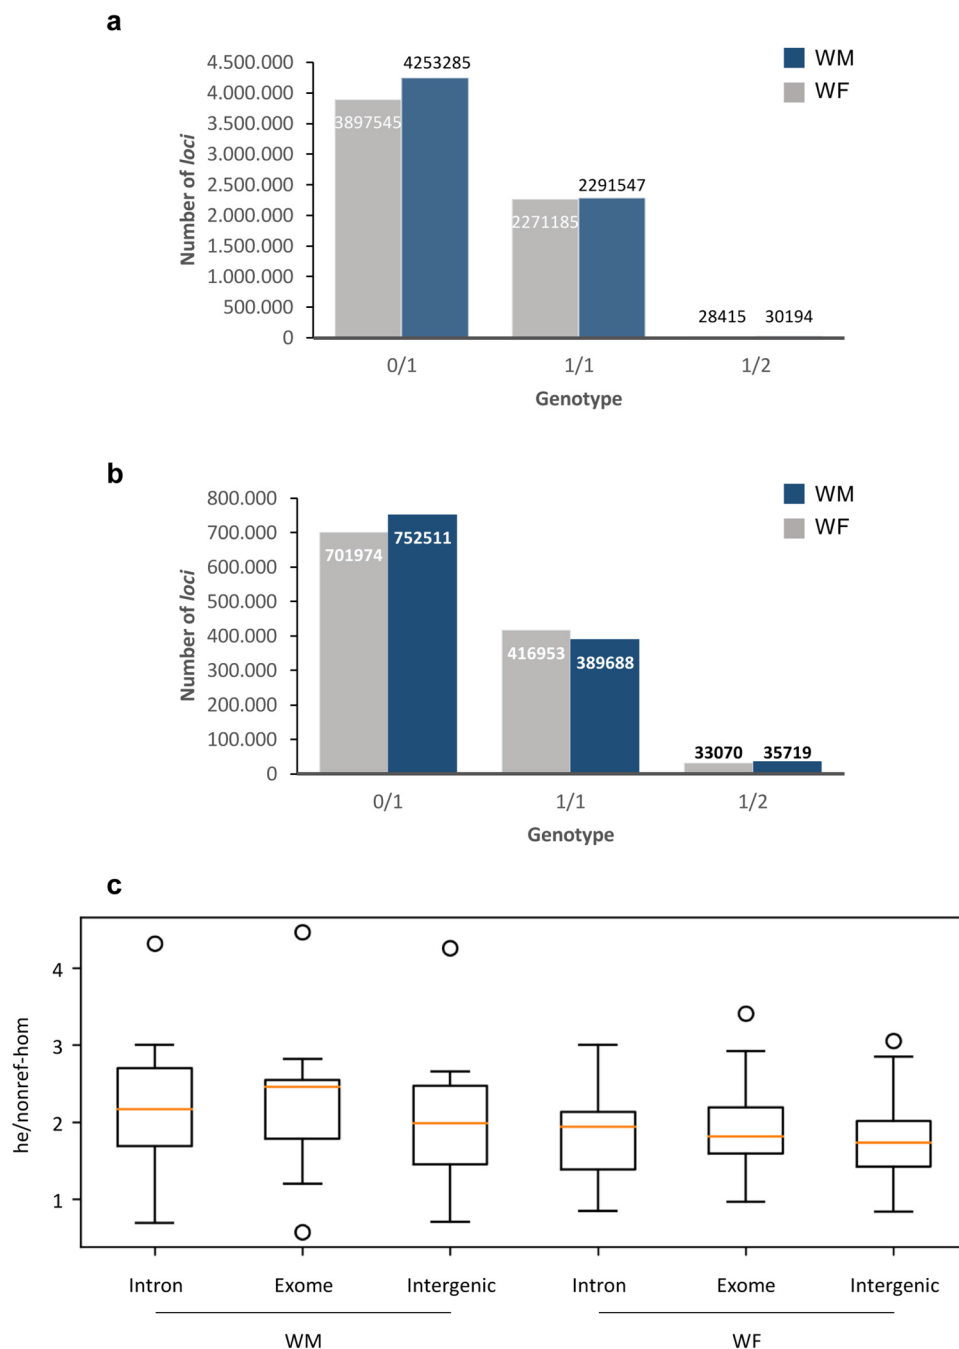 a
WM
WF
4.500.000
4.000.000
3.500.000
3.000.000
2.500.000
2.000.000
1.500.000
1.000.000
500.000
0
Number of loci
4253285
3897545
2291547
2271185
28415 30194
0/1 1/1 1/2
Genotype
b
WM
WF
800.000
700.000
600.000
500.000
400.000
300.000
200.000
100.000
0
Number of loci
701974 752511
416953 389688
33070 35719
0/1 1/1 1/2
Genotype
c
4
3
2
1
he/nonref-hom
Intron Exome Intergenic Intron Exome Intergenic
WM WF